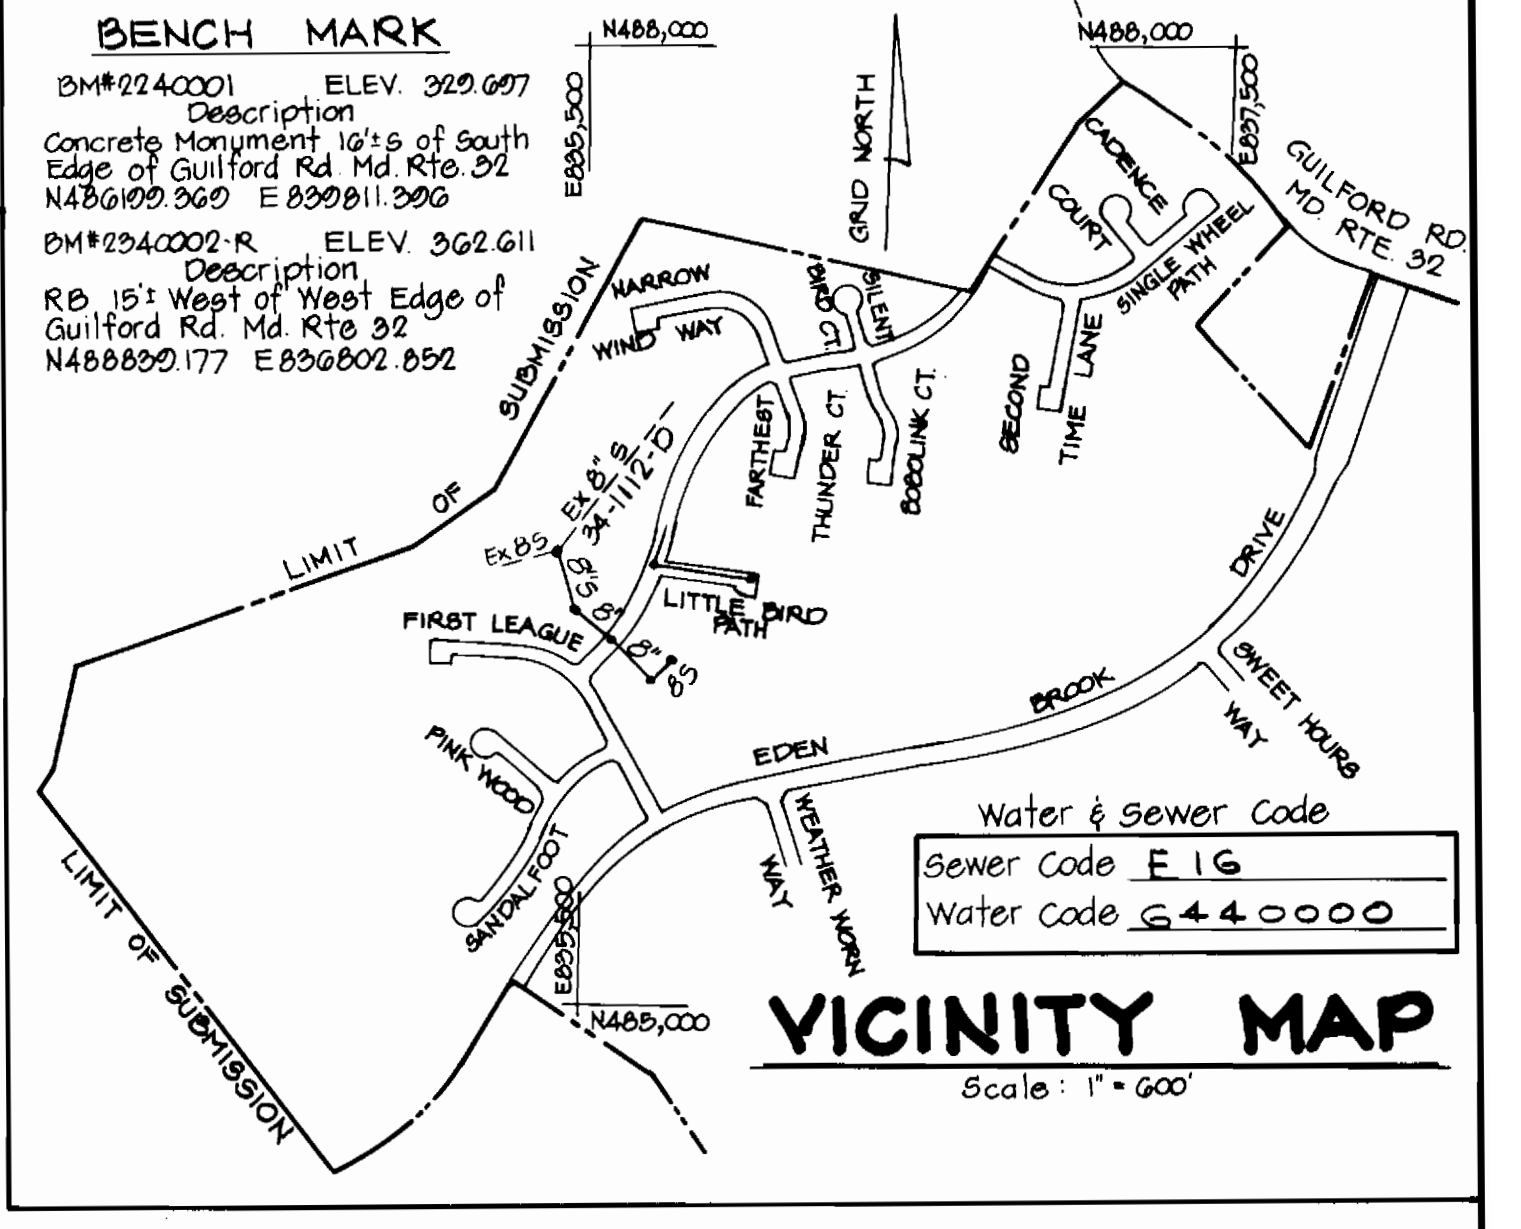 BENCH MARK
BM#2240001 ELEV. 329.697
Description
Concrete Monument 16'± S of South
Edge of Guilford Rd. Md. Rte. 32
N486199.369 E 839811.396
BM#2340002-R ELEV. 362.611
Description
RB 15'± West of West Edge of
Guilford Rd. Md. Rte 32
N488839.177 E836802.852
N488,000
E835,500
GRID NORTH
N488,000
E837,500
GUILFORD RD.
MD. RTE. 32
CADENCE
COURT
SINGLE WHEEL
PATH
SECOND
TIME LANE
SILENT
BIRD CT.
NARROW
WIND WAY
FARTHEST
THUNDER CT.
BOBOLINK CT.
LIMIT OF SUBMISSION
Ex 8" S
34-1112-D
Ex 8S
8"S
8"
8"
8S
LITTLE BIRD
PATH
FIRST LEAGUE
PINK WOOD
SANDALFOOT
EDEN BROOK DRIVE
SWEET HOURS
WAY
WEATHER WORN
WAY
E835,500
N485,000
LIMIT OF SUBMISSION
Water & Sewer Code
Sewer Code E16
Water Code G440000
VICINITY MAP
Scale: 1" = 600'